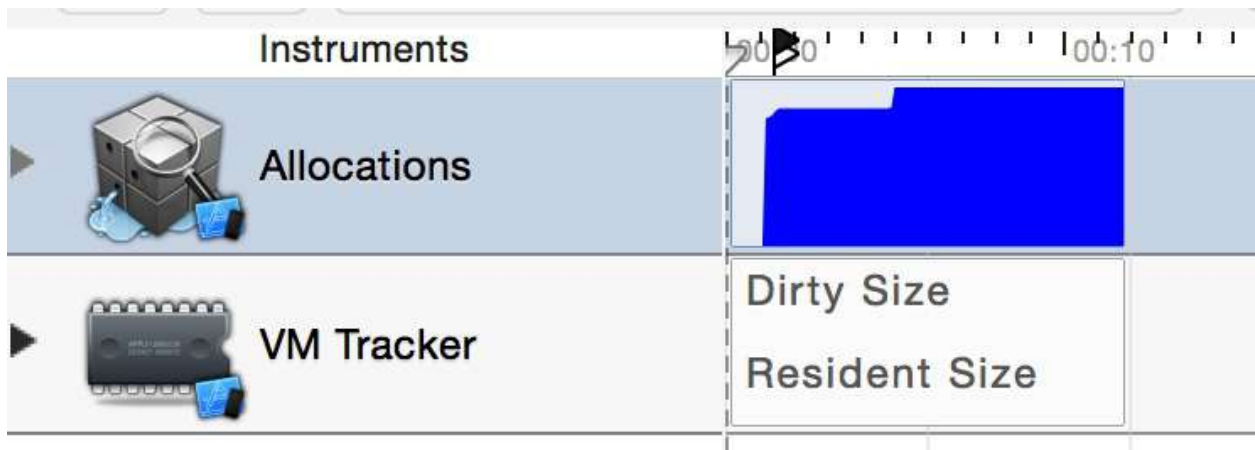 Instruments
00:10
Allocations
Dirty Size
VM Tracker
Resident Size